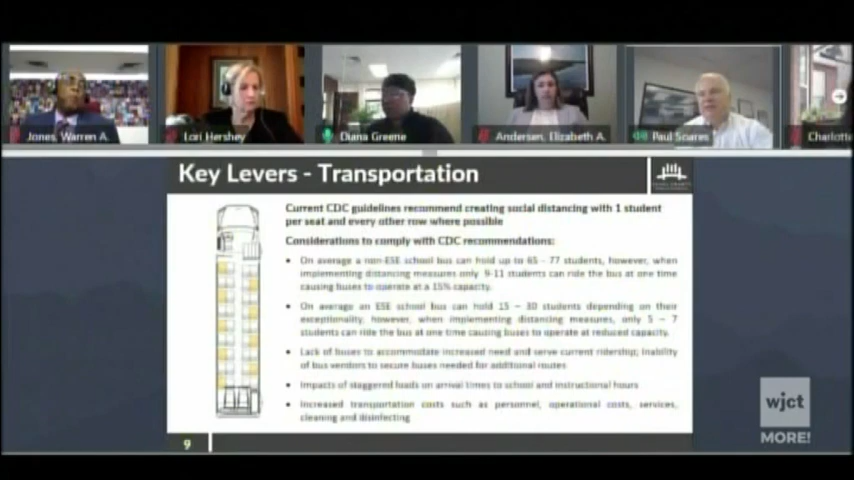 Jones, Warren A.
Lori Hershey
Diana Greene
Andersen, Elizabeth A.
Paul Soares
Charlotte
Key Levers - Transportation
Current CDC guidelines recommend creating social distancing with 1 student
per seat and every other row where possible
Considerations to comply with CDC recommendations:
• On average a non-ESE school bus can hold up to 65 - 77 students, however, when
implementing distancing measures only 9-11 students can ride the bus at one time
causing buses to operate at a 15% capacity.
• On average an ESE school bus can hold 15 – 30 students depending on their
exceptionality, however, when implementing distancing measures, only 5 – 7
students can ride the bus at one time causing buses to operate at reduced capacity.
• Lack of buses to accommodate increased need and serve current ridership; inability
of bus vendors to secure buses needed for additional routes
• Impacts of staggered loads on arrival times to school and instructional hours
• Increased transportation costs such as personnel, operational costs, services,
cleaning and disinfecting
9
wjct
MORE!